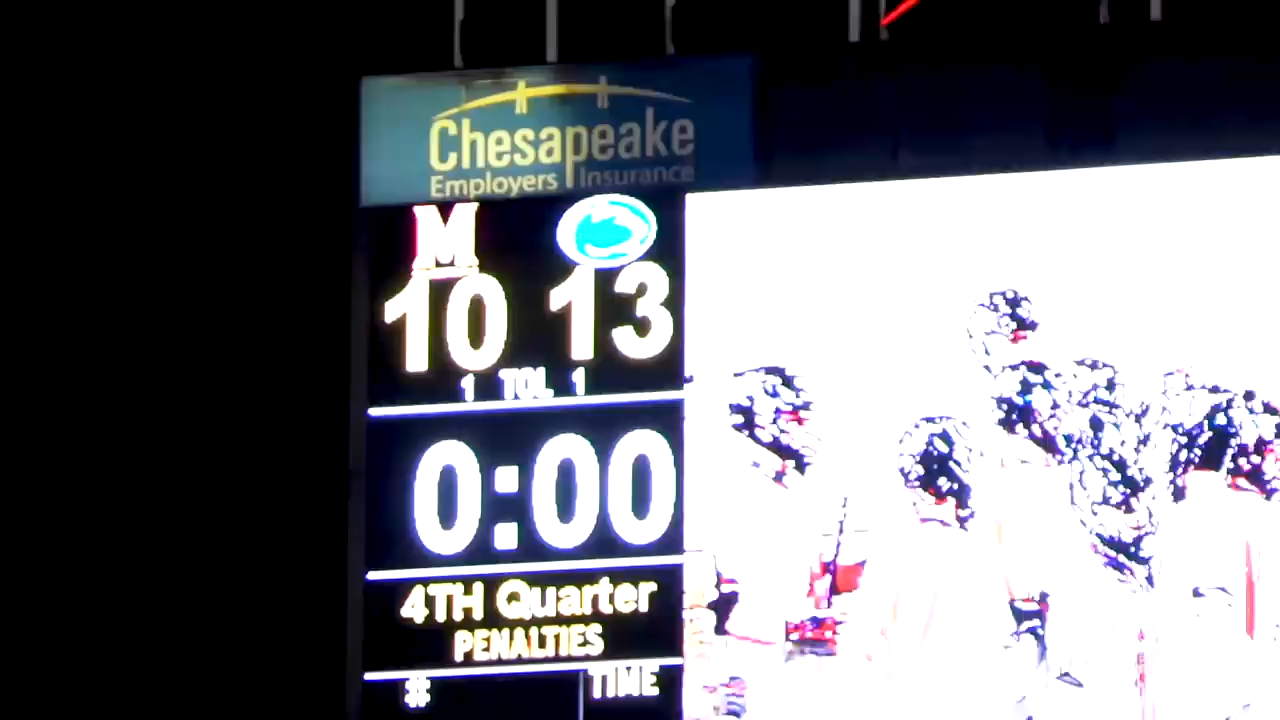 Chesapeake
Employers Insurance
M
10 13
1 TOL 1
0:00
4TH Quarter
PENALTIES
# TIME